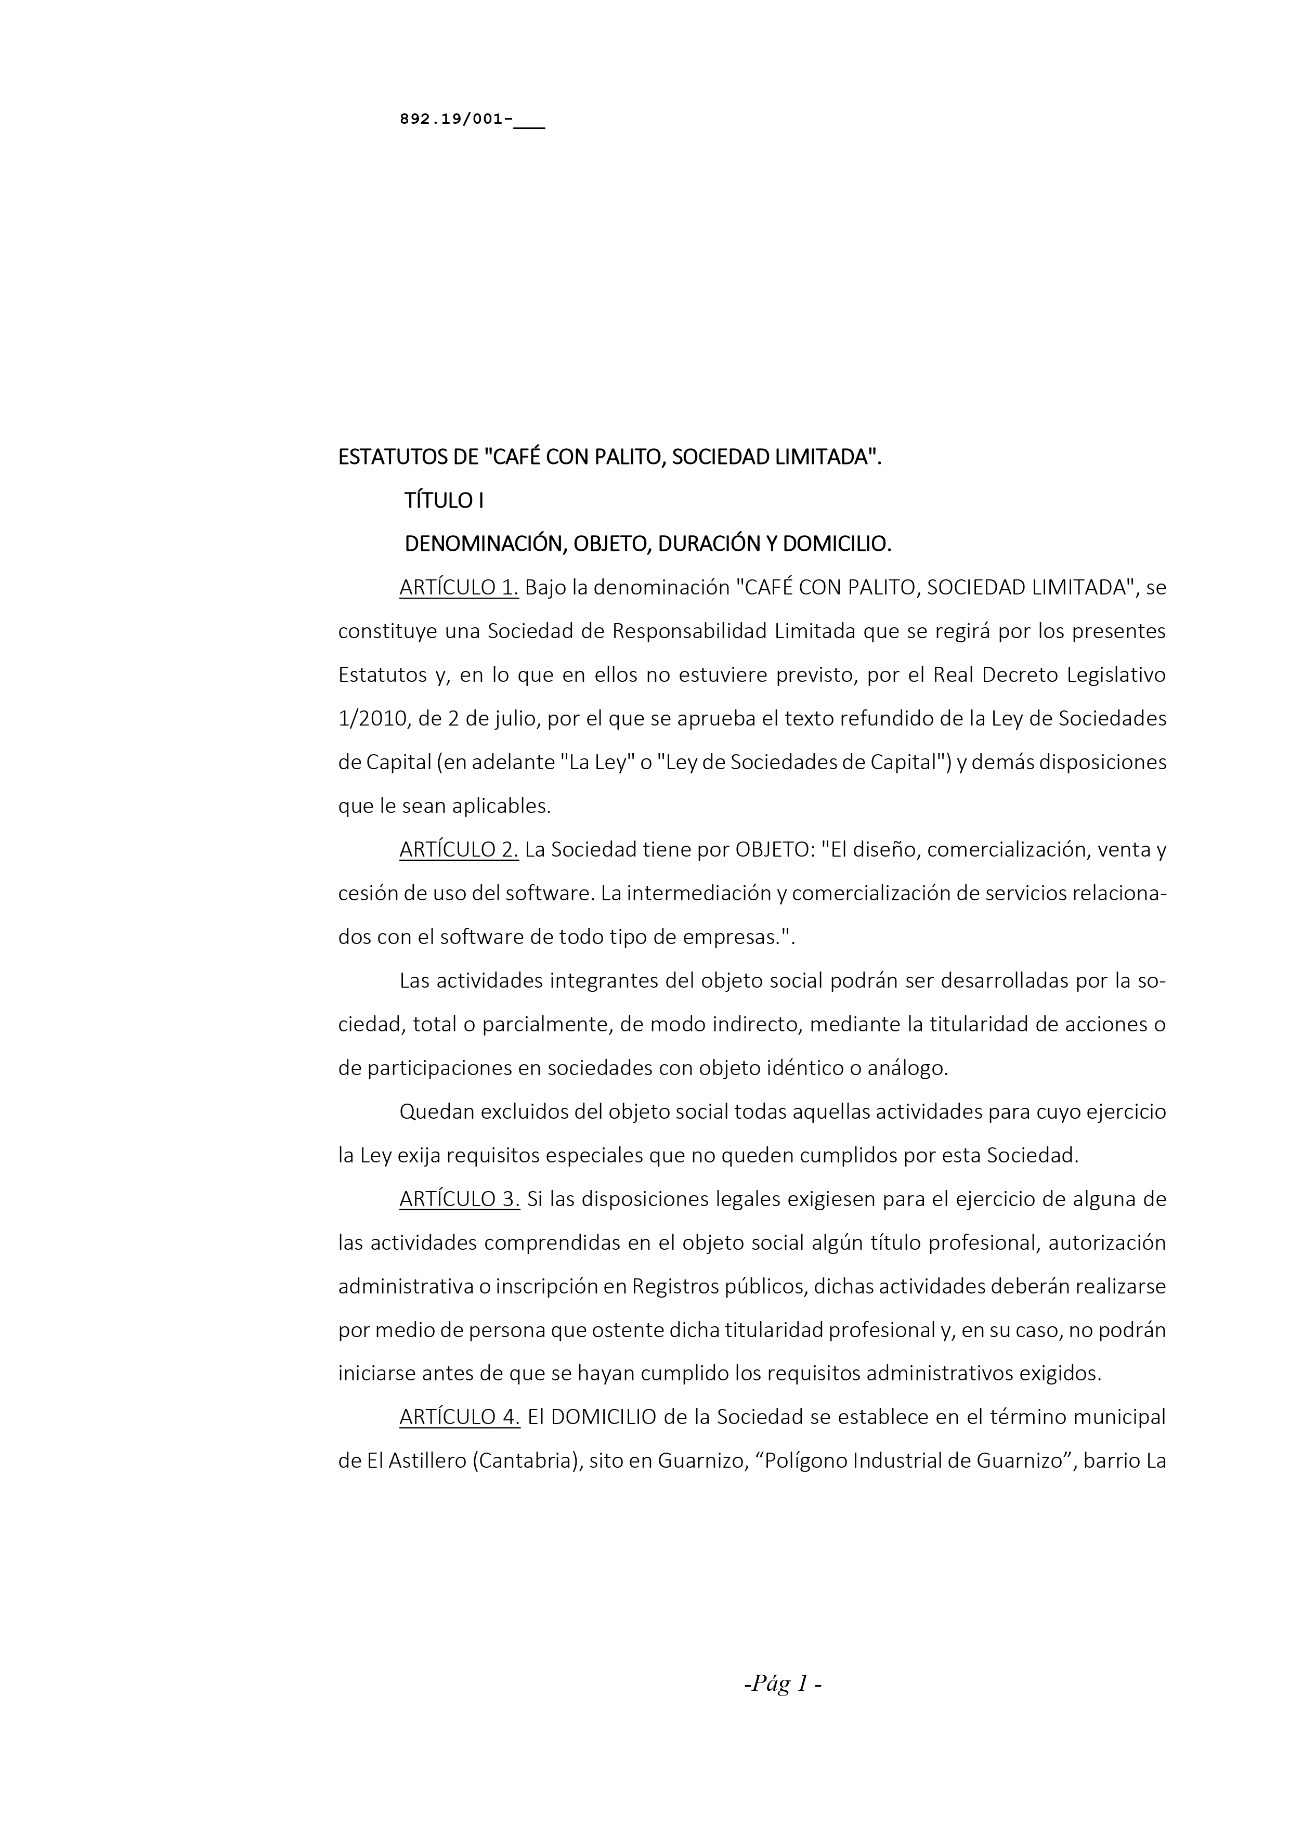 892.19/001-___
ESTATUTOS DE "CAFÉ CON PALITO, SOCIEDAD LIMITADA".
TÍTULO I
DENOMINACIÓN, OBJETO, DURACIÓN Y DOMICILIO.
ARTÍCULO 1. Bajo la denominación "CAFÉ CON PALITO, SOCIEDAD LIMITADA", se
constituye una Sociedad de Responsabilidad Limitada que se regirá por los presentes
Estatutos y, en lo que en ellos no estuviere previsto, por el Real Decreto Legislativo
1/2010, de 2 de julio, por el que se aprueba el texto refundido de la Ley de Sociedades
de Capital (en adelante "La Ley" o "Ley de Sociedades de Capital") y demás disposiciones
que le sean aplicables.
ARTÍCULO 2. La Sociedad tiene por OBJETO: "El diseño, comercialización, venta y
cesión de uso del software. La intermediación y comercialización de servicios relaciona-
dos con el software de todo tipo de empresas.".
Las actividades integrantes del objeto social podrán ser desarrolladas por la so-
ciedad, total o parcialmente, de modo indirecto, mediante la titularidad de acciones o
de participaciones en sociedades con objeto idéntico o análogo.
Quedan excluidos del objeto social todas aquellas actividades para cuyo ejercicio
la Ley exija requisitos especiales que no queden cumplidos por esta Sociedad.
ARTÍCULO 3. Si las disposiciones legales exigiesen para el ejercicio de alguna de
las actividades comprendidas en el objeto social algún título profesional, autorización
administrativa o inscripción en Registros públicos, dichas actividades deberán realizarse
por medio de persona que ostente dicha titularidad profesional y, en su caso, no podrán
iniciarse antes de que se hayan cumplido los requisitos administrativos exigidos.
ARTÍCULO 4. El DOMICILIO de la Sociedad se establece en el término municipal
de El Astillero (Cantabria), sito en Guarnizo, “Polígono Industrial de Guarnizo”, barrio La
-Pág 1 -